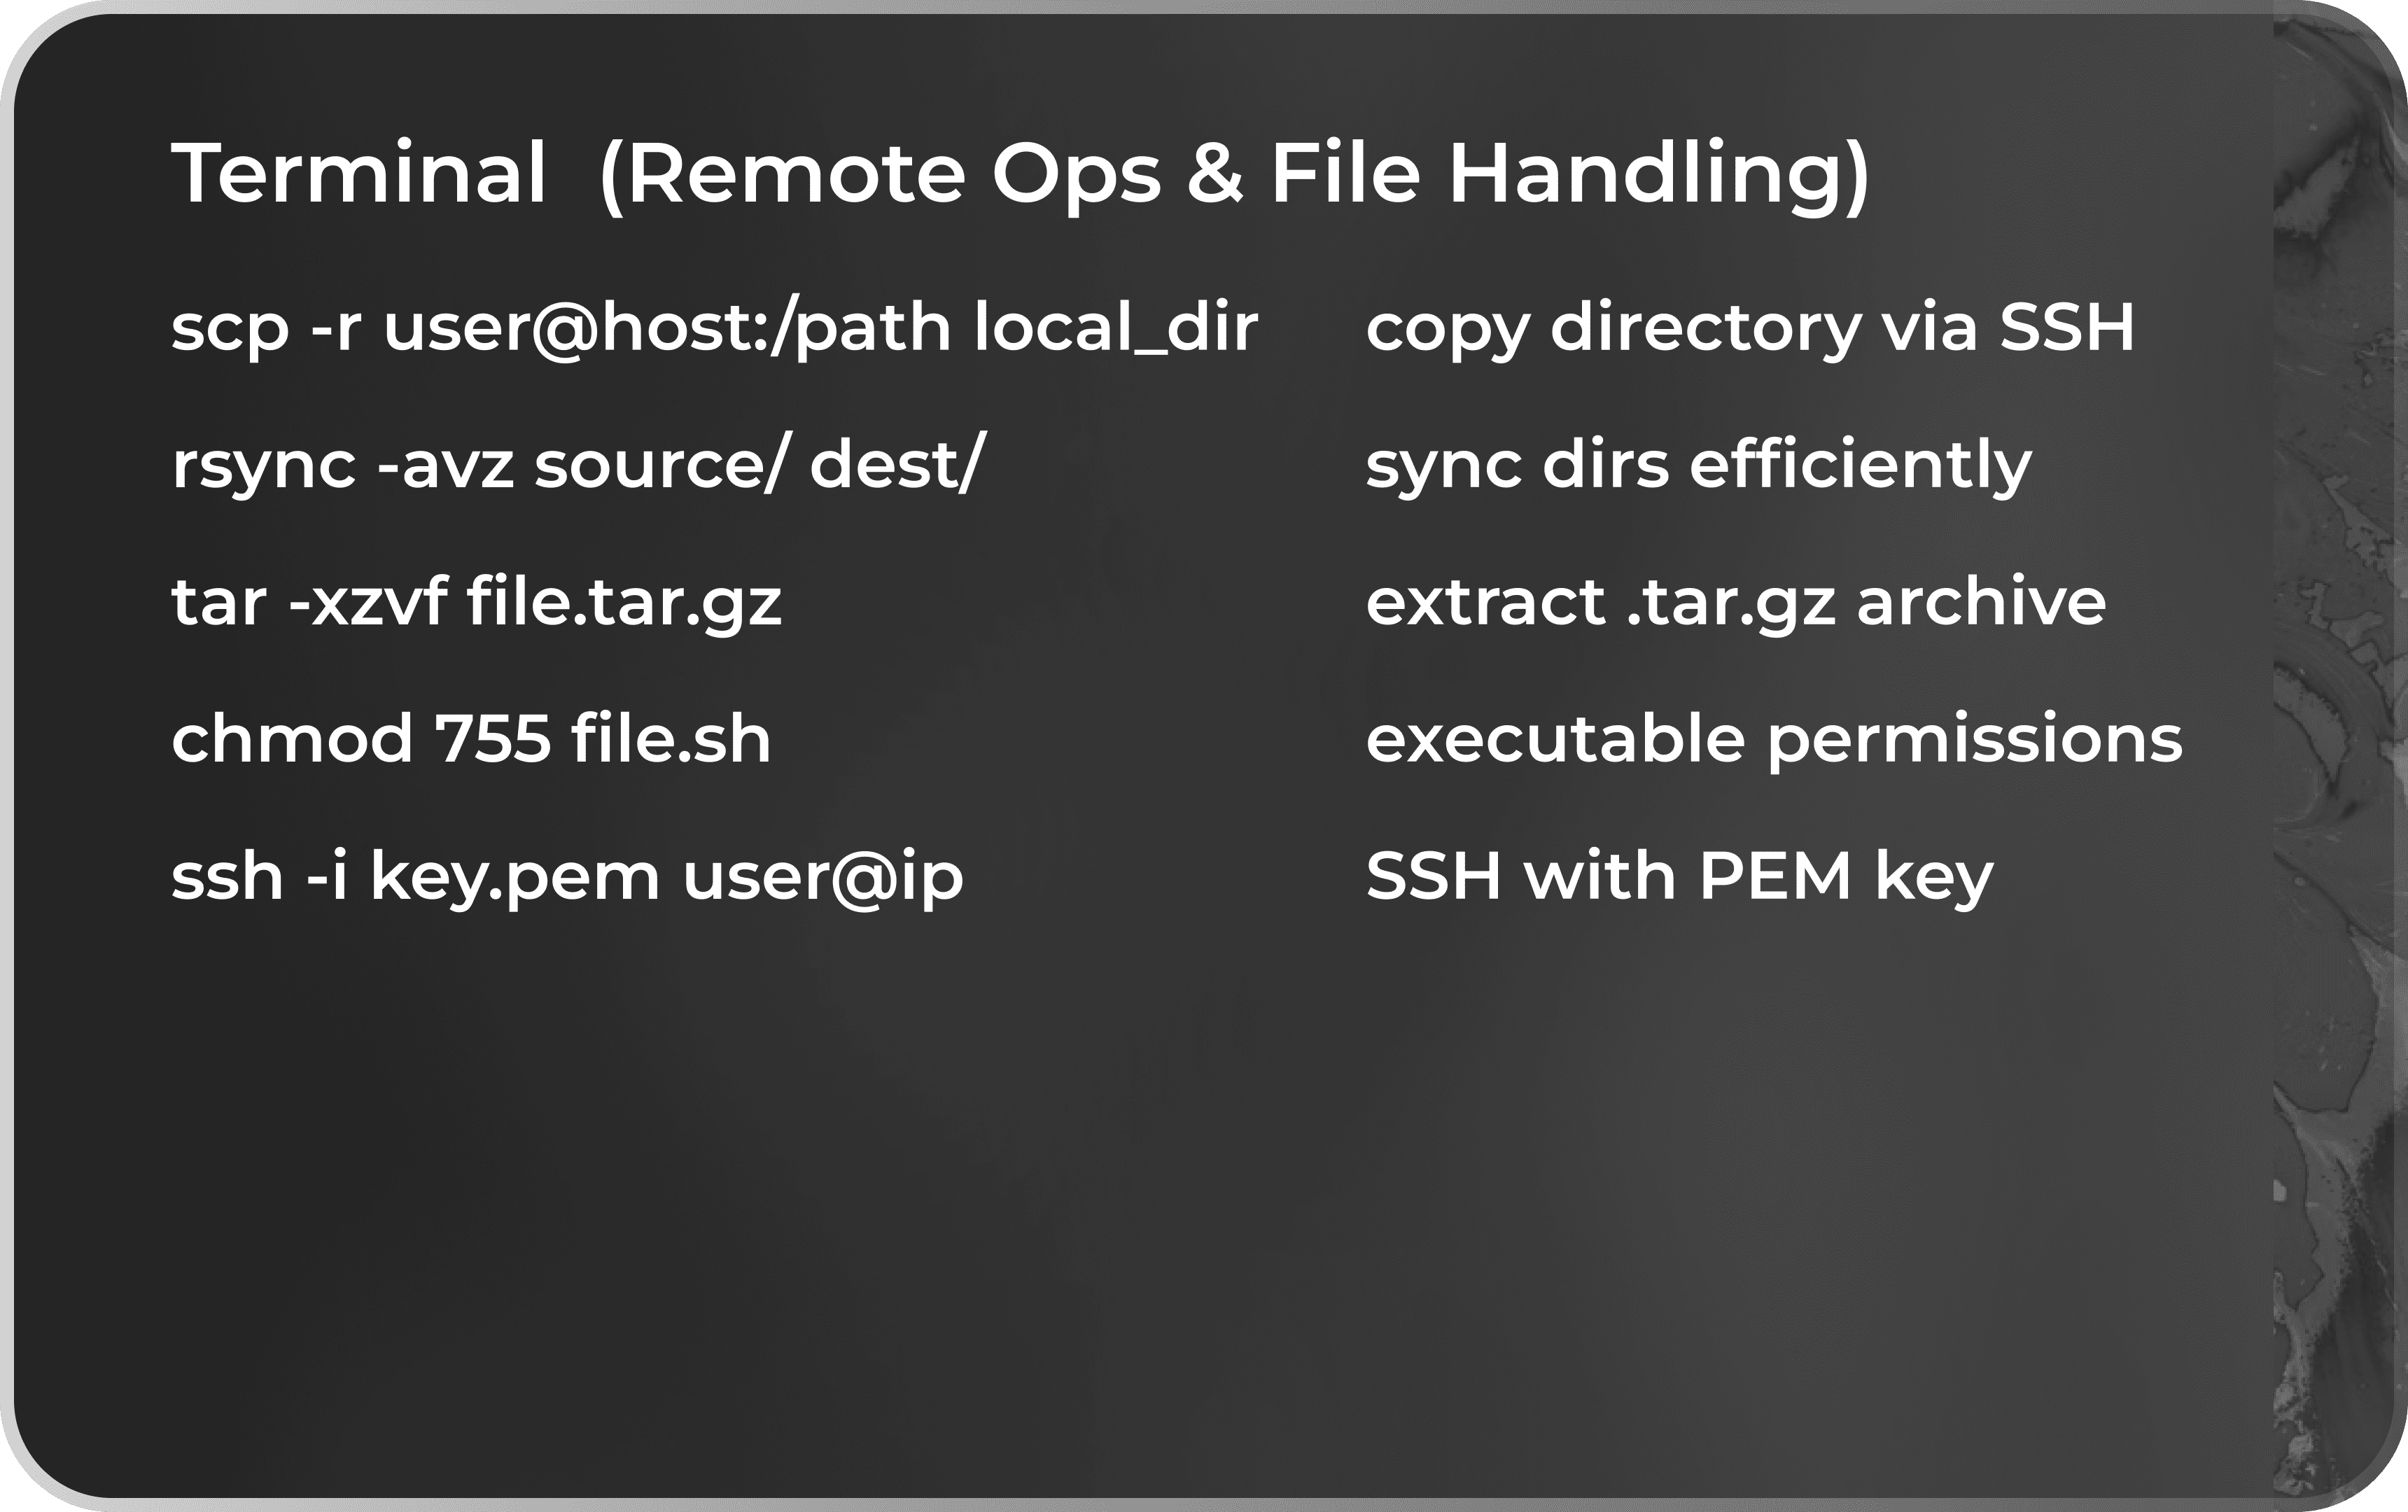 Terminal  (Remote Ops & File Handling)
scp -r user@host:/path local_dir copy directory via SSH
rsync -avz source/ dest/ sync dirs efficiently
tar -xzvf file.tar.gz extract .tar.gz archive
chmod 755 file.sh executable permissions
ssh -i key.pem user@ip SSH with PEM key